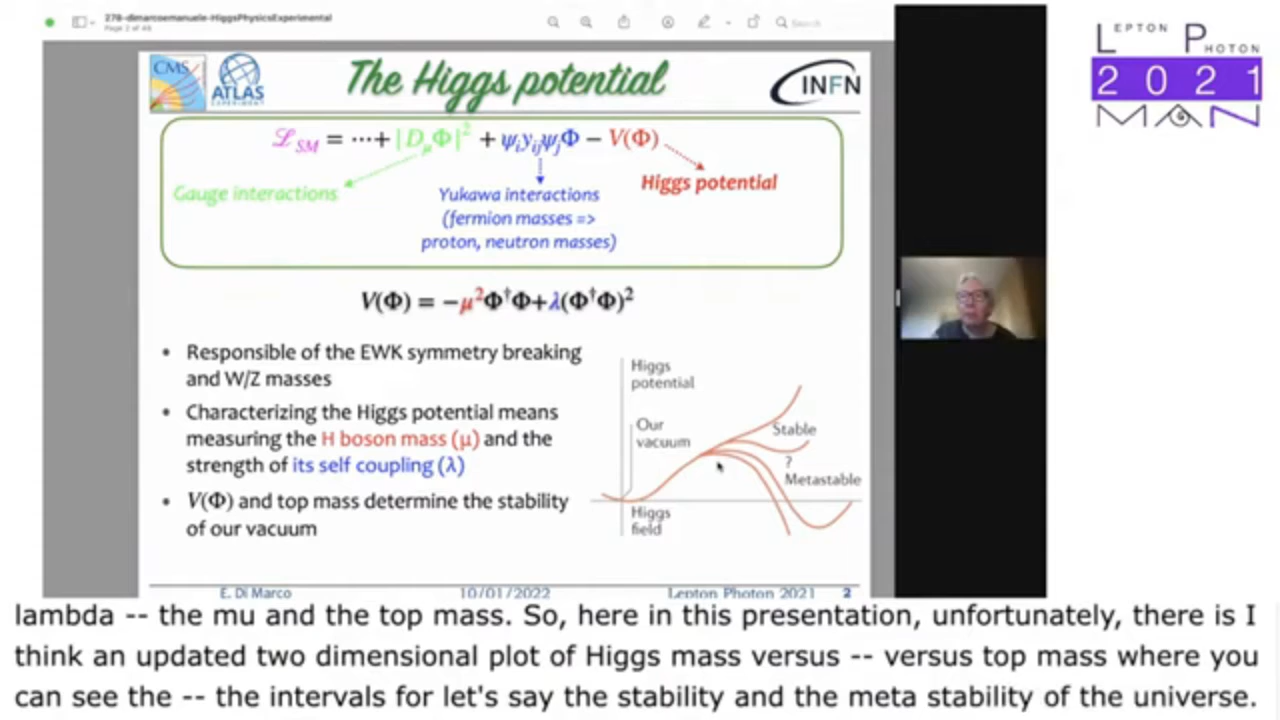 278-dimarcoemanuele-HiggsPhysicsExperimental
Page 2 of 48
Search
LEPTON PHOTON
2021
MAN
CMS
ATLAS
EXPERIMENT
The Higgs potential
INFN
ℒSM = ⋯+ |DμΦ|² + ψiyijψjΦ − V(Φ)
Gauge interactions
Yukawa interactions
(fermion masses =>
proton, neutron masses)
Higgs potential
V(Φ) = −μ²Φ†Φ+λ(Φ†Φ)²
• Responsible of the EWK symmetry breaking
and W/Z masses
• Characterizing the Higgs potential means
measuring the H boson mass (μ) and the
strength of its self coupling (λ)
• V(Φ) and top mass determine the stability
of our vacuum
Higgs
potential
Our
vacuum
Stable
?
Metastable
Higgs
field
E. Di Marco 10/01/2022 Lepton Photon 2021 2
lambda -- the mu and the top mass. So, here in this presentation, unfortunately, there is I
think an updated two dimensional plot of Higgs mass versus -- versus top mass where you
can see the -- the intervals for let's say the stability and the meta stability of the universe.